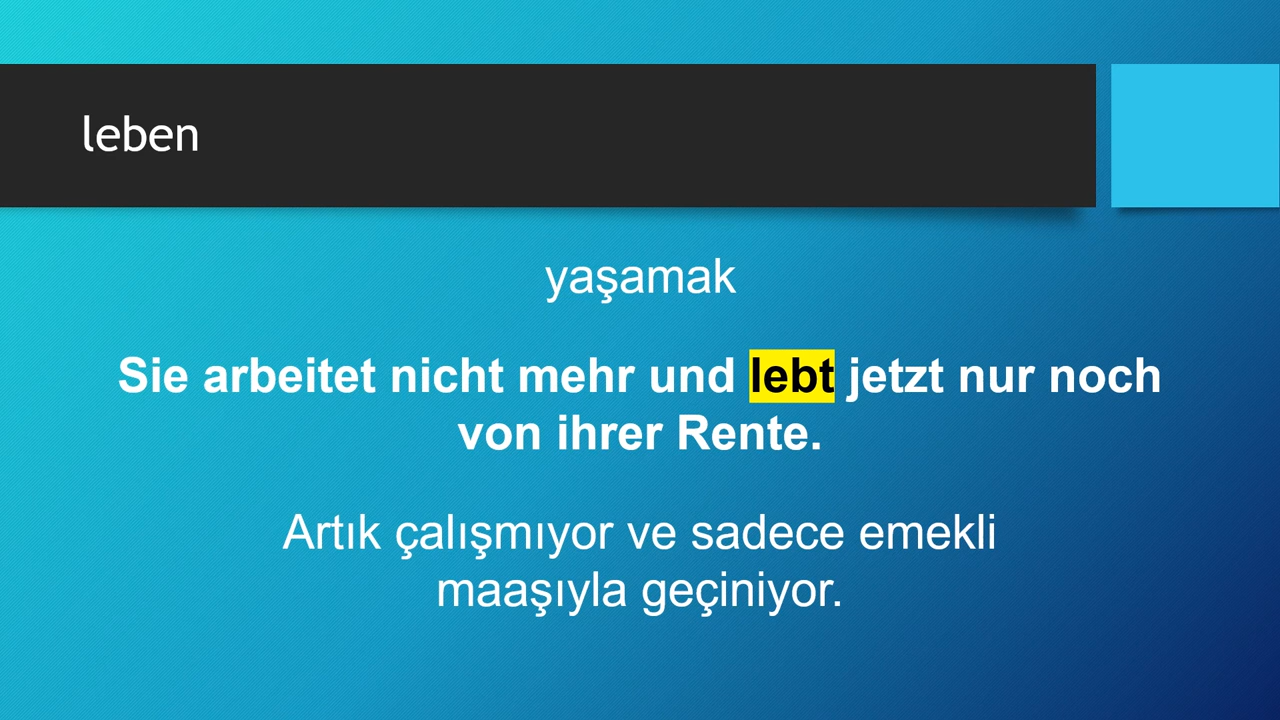 leben
yaşamak
Sie arbeitet nicht mehr und lebt jetzt nur noch
von ihrer Rente.
Artık çalışmıyor ve sadece emekli
maaşıyla geçiniyor.